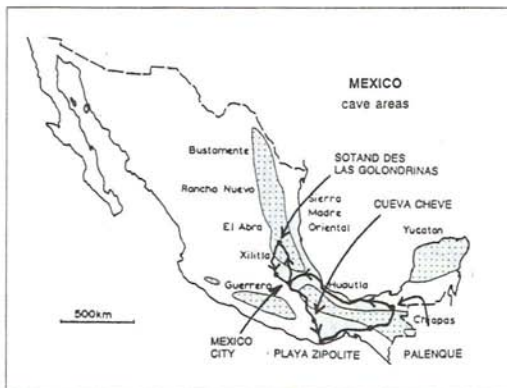 MEXICO
cave areas
Bustamente
SOTAND DES
LAS GOLONDRINAS
Rancho Nuevo
Sierra
Madre
Oriental
CUEVA CHEVE
El Abra
Yucatan
Xilitla
Huautla
Guerrero
500km
Chiapas
MEXICO
CITY
PLAYA ZIPOLITE
PALENQUE